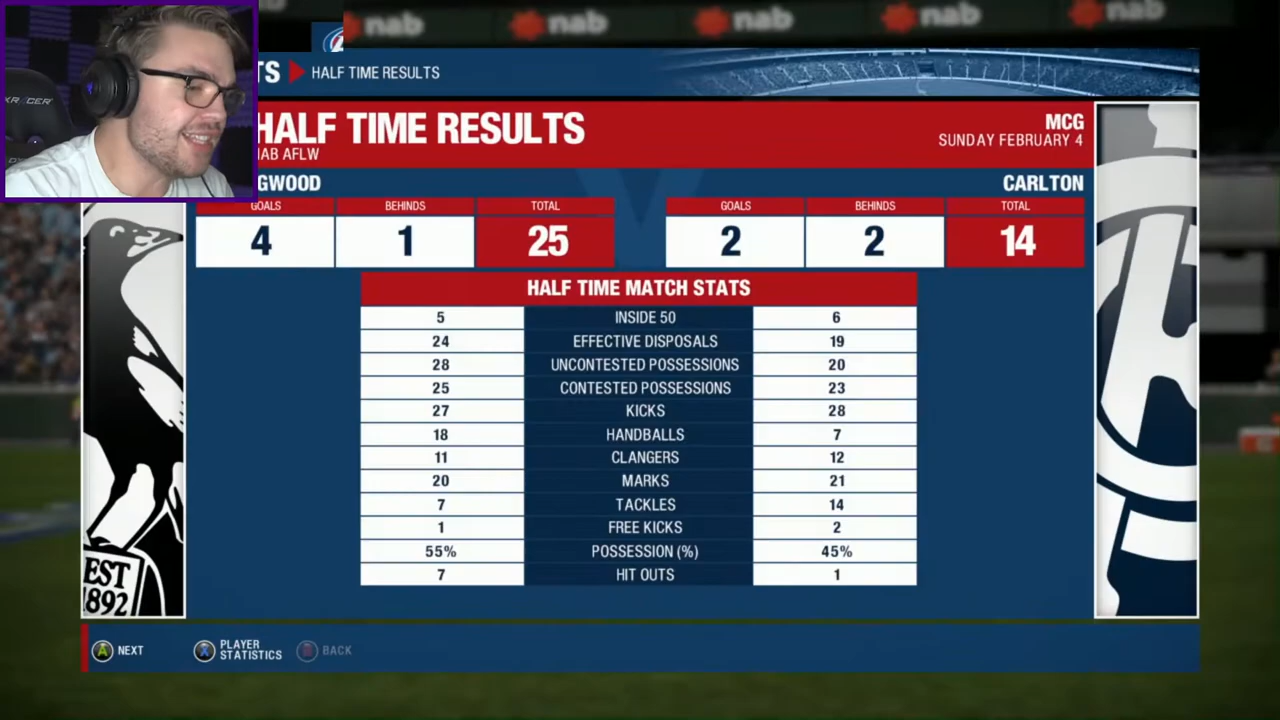 nab nab nab nab nab
TS HALF TIME RESULTS
HALF TIME RESULTS
NAB AFLW
MCG
SUNDAY FEBRUARY 4
GWOOD
CARLTON
GOALS BEHINDS TOTAL GOALS BEHINDS TOTAL
4 1 25 2 2 14
HALF TIME MATCH STATS
5 INSIDE 50 6
24 EFFECTIVE DISPOSALS 19
28 UNCONTESTED POSSESSIONS 20
25 CONTESTED POSSESSIONS 23
27 KICKS 28
18 HANDBALLS 7
11 CLANGERS 12
20 MARKS 21
7 TACKLES 14
1 FREE KICKS 2
55% POSSESSION (%) 45%
7 HIT OUTS 1
EST
1892
A NEXT
X PLAYER
STATISTICS
B BACK